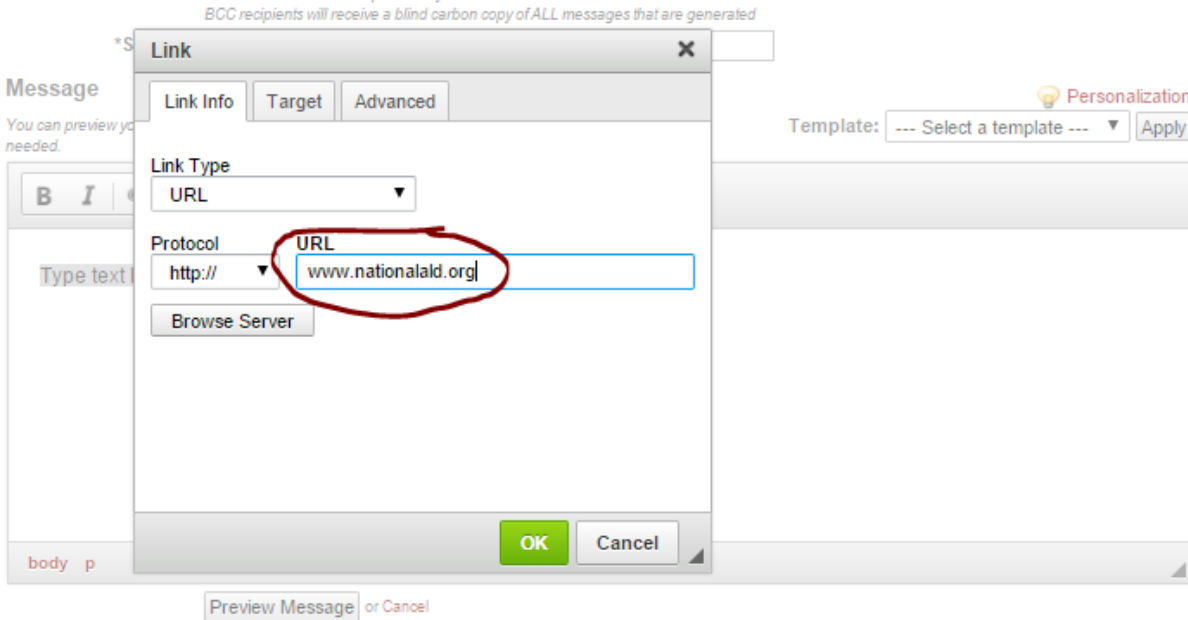 BCC recipients will receive a blind carbon copy of ALL messages that are generated
*S
Link
Message
Link Info Target Advanced
Personalization
You can preview yo
needed.
Template: --- Select a template --- Apply
Link Type
URL
B I
Protocol URL
http:// www.nationalald.org
Type text
Browse Server
OK Cancel
body p
Preview Message or Cancel